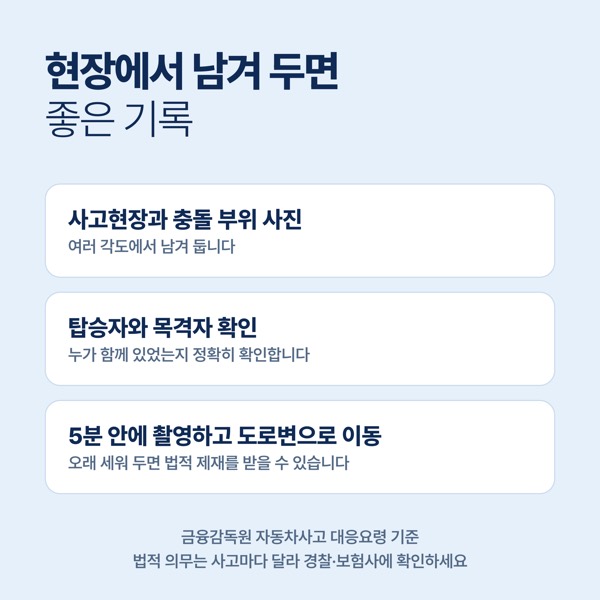 현장에서 남겨 두면
좋은 기록
사고현장과 충돌 부위 사진
여러 각도에서 남겨 둡니다
탑승자와 목격자 확인
누가 함께 있었는지 정확히 확인합니다
5분 안에 촬영하고 도로변으로 이동
오래 세워 두면 법적 제재를 받을 수 있습니다
금융감독원 자동차사고 대응요령 기준
법적 의무는 사고마다 달라 경찰·보험사에 확인하세요